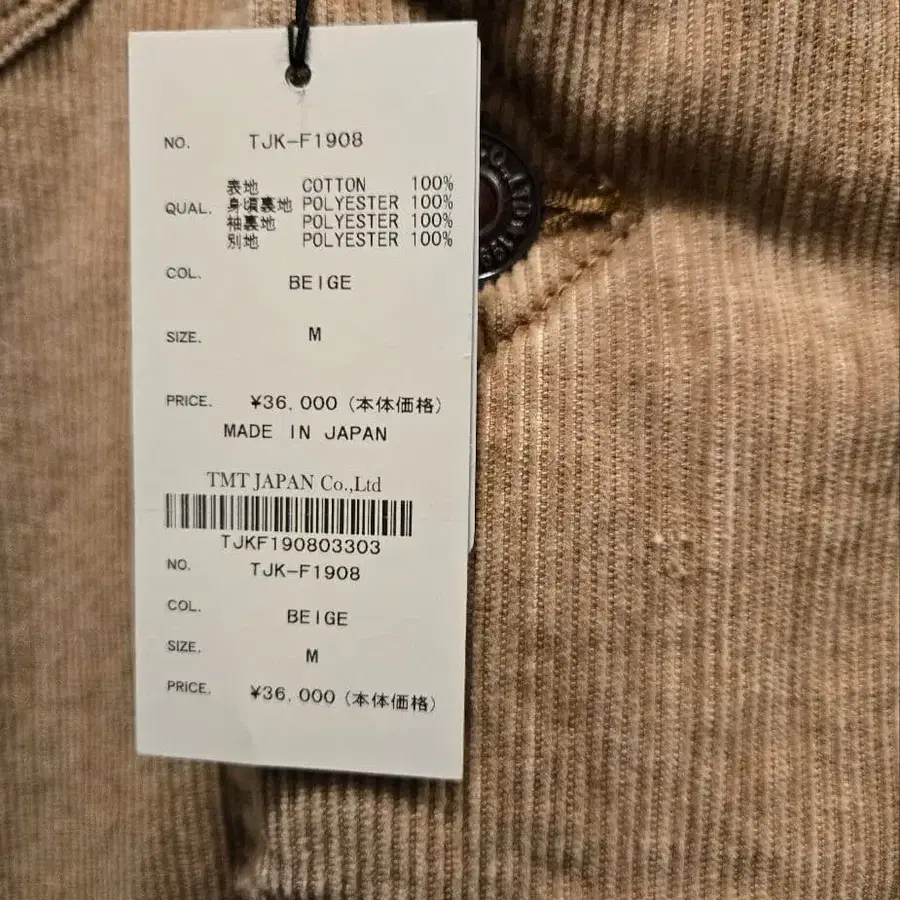 NO. TJK-F1908
QUAL. 表地 COTTON 100%
身頃裏地 POLYESTER 100%
袖裏地 POLYESTER 100%
別地 POLYESTER 100%
COL. BEIGE
SIZE. M
PRICE. ¥36,000 (本体価格)
MADE IN JAPAN
TMT JAPAN Co.,Ltd
TJKF190803303
NO. TJK-F1908
COL. BEIGE
SIZE. M
PRICE. ¥36,000 (本体価格)